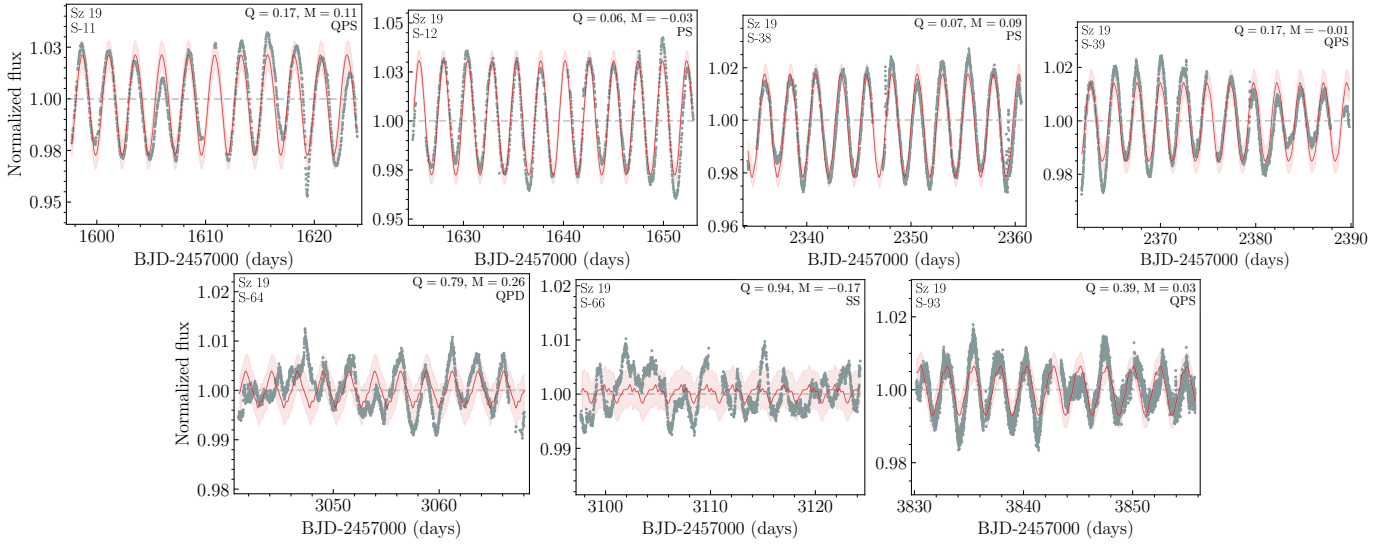 Sz 19
S-11
Q = 0.17, M = 0.11
QPS
1.03
1.00
0.98
0.95
1600
1610
1620
Normalized flux
BJD-2457000 (days)
Sz 19
S-12
Q = 0.06, M = −0.03
PS
1.05
1.03
1.00
0.98
0.95
1630
1640
1650
BJD-2457000 (days)
Sz 19
S-38
Q = 0.07, M = 0.09
PS
1.02
1.00
0.98
0.96
2340
2350
2360
BJD-2457000 (days)
Sz 19
S-39
Q = 0.17, M = −0.01
QPS
1.02
1.00
0.98
2370
2380
2390
BJD-2457000 (days)
Sz 19
S-64
Q = 0.79, M = 0.26
QPD
1.02
1.01
1.00
0.99
0.98
3050
3060
Normalized flux
BJD-2457000 (days)
Sz 19
S-66
Q = 0.94, M = −0.17
SS
1.02
1.01
1.00
0.99
3100
3110
3120
BJD-2457000 (days)
Sz 19
S-93
Q = 0.39, M = 0.03
QPS
1.02
1.00
0.98
3830
3840
3850
BJD-2457000 (days)